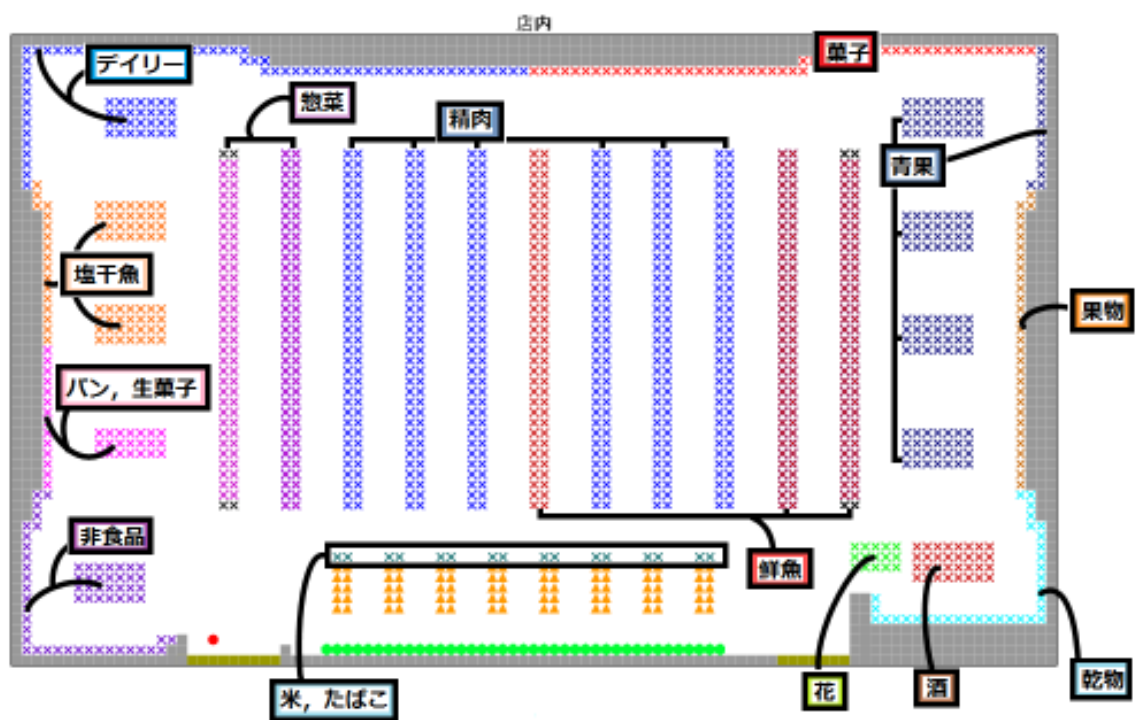 店内
デイリー
菓子
惣菜
精肉
青果
塩干魚
果物
パン，生菓子
非食品
鮮魚
米，たばこ
花
酒
乾物